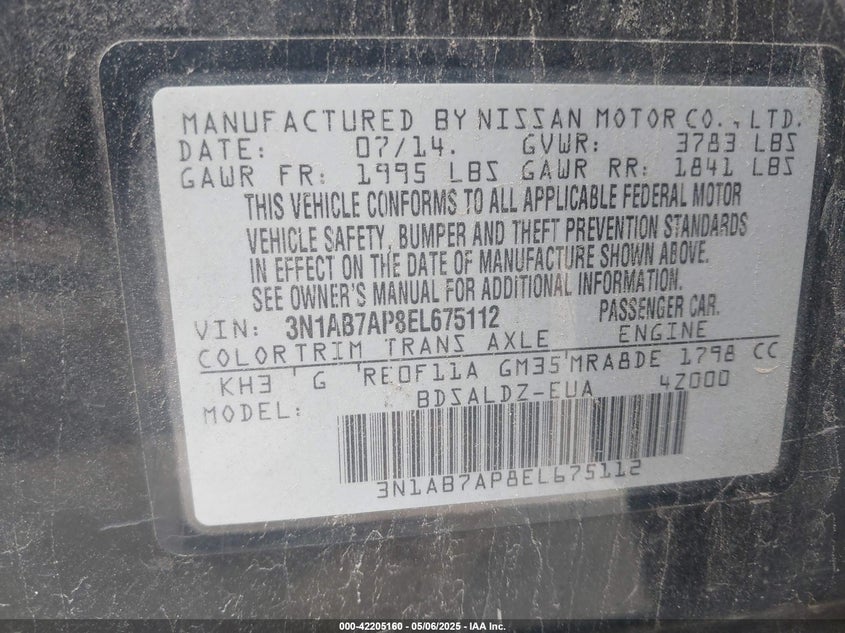 MANUFACTURED BY NISSAN MOTOR CO., LTD.
DATE: 07/14. GVWR: 3783 LBS
GAWR FR: 1995 LBS GAWR RR: 1841 LBS
THIS VEHICLE CONFORMS TO ALL APPLICABLE FEDERAL MOTOR
VEHICLE SAFETY, BUMPER AND THEFT PREVENTION STANDARDS
IN EFFECT ON THE DATE OF MANUFACTURE SHOWN ABOVE.
SEE OWNER'S MANUAL FOR ADDITIONAL INFORMATION.
VIN: 3N1AB7AP8EL675112 PASSENGER CAR.
COLOR TRIM TRANS AXLE ENGINE
KH3 G RE0F11A GM35 MRA8DE 1798 CC
MODEL: BDSALDZ-EUA 4Z000
3N1AB7AP8EL675112
000-42205160 - 05/06/2025 - IAA Inc.